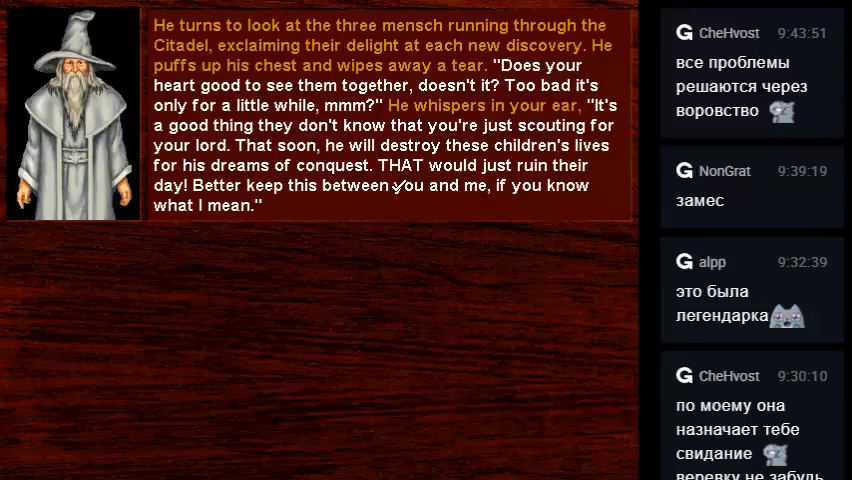 He turns to look at the three mensch running through the
Citadel, exclaiming their delight at each new discovery. He
puffs up his chest and wipes away a tear. "Does your
heart good to see them together, doesn't it? Too bad it's
only for a little while, mmm?" He whispers in your ear, "It's
a good thing they don't know that you're just scouting for
your lord. That soon, he will destroy these children's lives
for his dreams of conquest. THAT would just ruin their
day! Better keep this between you and me, if you know
what I mean."
G CheHvost 9:43:51
все проблемы
решаются через
воровство
G NonGrat 9:39:19
замес
G alpp 9:32:39
это была
легендарка
G CheHvost 9:30:10
по моему она
назначает тебе
свидание
веревку не забудь